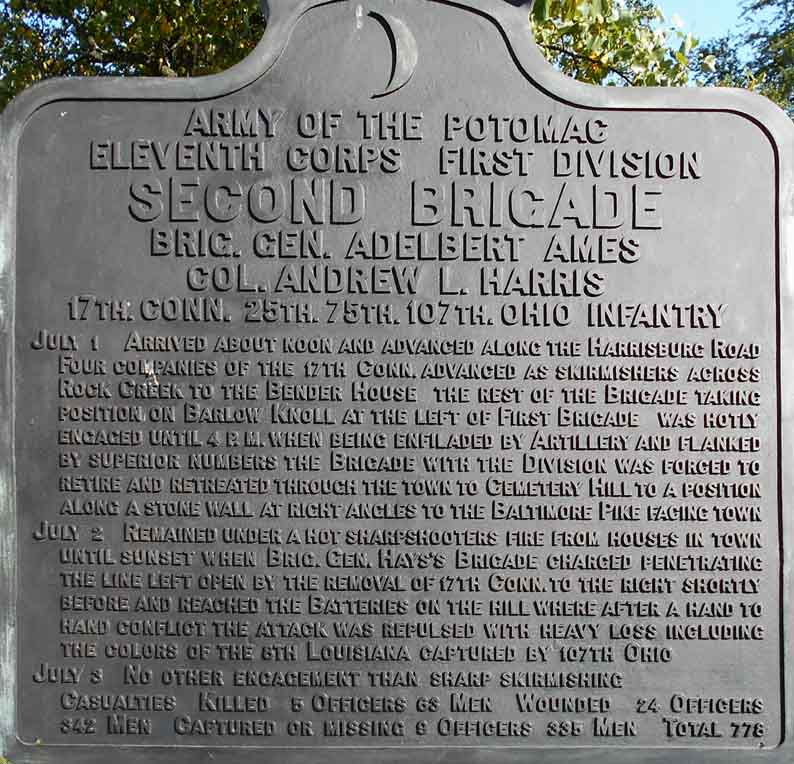 ARMY OF THE POTOMAC
ELEVENTH CORPS FIRST DIVISION
SECOND BRIGADE
BRIG. GEN. ADELBERT AMES
COL. ANDREW L. HARRIS
17TH. CONN. 25TH. 75TH. 107TH. OHIO INFANTRY
JULY 1 ARRIVED ABOUT NOON AND ADVANCED ALONG THE HARRISBURG ROAD
FOUR COMPANIES OF THE 17TH CONN. ADVANCED AS SKIRMISHERS ACROSS
ROCK CREEK TO THE BENDER HOUSE THE REST OF THE BRIGADE TAKING
POSITION ON BARLOW KNOLL AT THE LEFT OF FIRST BRIGADE WAS HOTLY
ENGAGED UNTIL 4 P.M. WHEN BEING ENFILADED BY ARTILLERY AND FLANKED
BY SUPERIOR NUMBERS THE BRIGADE WITH THE DIVISION WAS FORCED TO
RETIRE AND RETREATED THROUGH THE TOWN TO CEMETERY HILL TO A POSITION
ALONG A STONE WALL AT RIGHT ANGLES TO THE BALTIMORE PIKE FACING TOWN
JULY 2 REMAINED UNDER A HOT SHARPSHOOTERS FIRE FROM HOUSES IN TOWN
UNTIL SUNSET WHEN BRIG. GEN. HAYS'S BRIGADE CHARGED PENETRATING
THE LINE LEFT OPEN BY THE REMOVAL OF 17TH CONN. TO THE RIGHT SHORTLY
BEFORE AND REACHED THE BATTERIES ON THE HILL WHERE AFTER A HAND TO
HAND CONFLICT THE ATTACK WAS REPULSED WITH HEAVY LOSS INCLUDING
THE COLORS OF THE 8TH LOUISIANA CAPTURED BY 107TH OHIO
JULY 3 NO OTHER ENGAGEMENT THAN SHARP SKIRMISHING
CASUALTIES KILLED 5 OFFICERS 63 MEN WOUNDED 24 OFFICERS
342 MEN CAPTURED OR MISSING 9 OFFICERS 335 MEN TOTAL 778